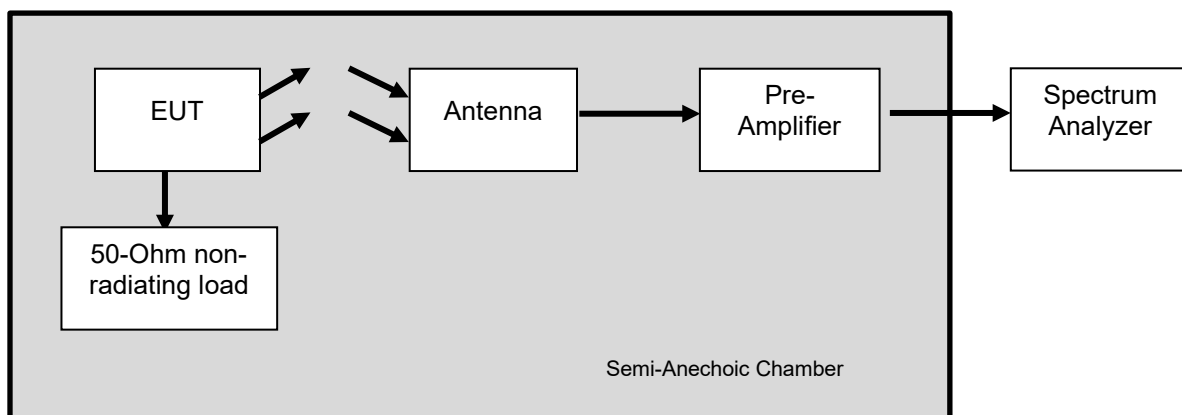 EUT
Antenna
Pre-
Amplifier
Spectrum
Analyzer
50-Ohm non-
radiating load
Semi-Anechoic Chamber